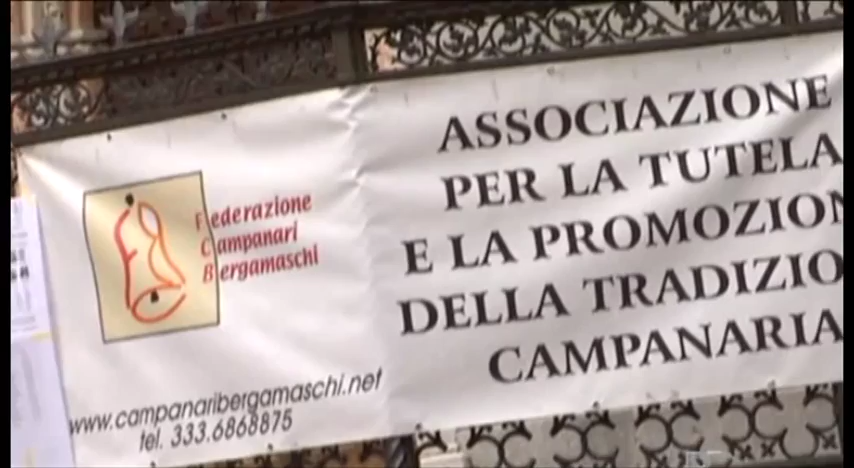 Federazione
Campanari
Bergamaschi
www.campanaribergamaschi.net
tel. 333.6868875
ASSOCIAZIONE
PER LA TUTELA
E LA PROMOZION
DELLA TRADIZIO
CAMPANARIA